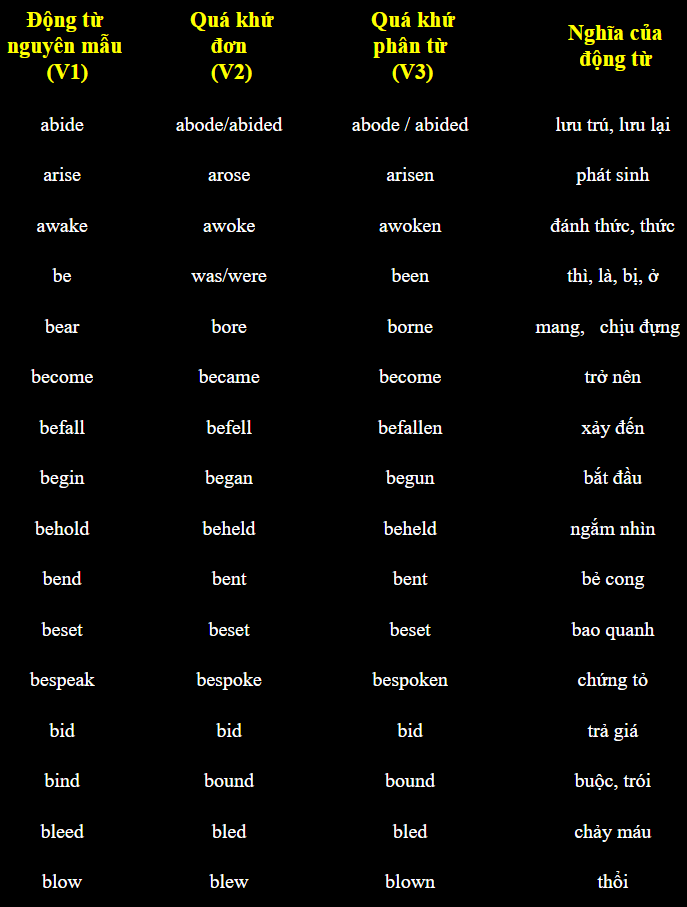 Động từ nguyên mẫu (V1) Quá khứ đơn (V2) Quá khứ phân từ (V3) Nghĩa của động từ
abide abode/abided abode / abided lưu trú, lưu lại
arise arose arisen phát sinh
awake awoke awoken đánh thức, thức
be was/were been thì, là, bị, ở
bear bore borne mang, chịu đựng
become became become trở nên
befall befell befallen xảy đến
begin began begun bắt đầu
behold beheld beheld ngắm nhìn
bend bent bent bẻ cong
beset beset beset bao quanh
bespeak bespoke bespoken chứng tỏ
bid bid bid trả giá
bind bound bound buộc, trói
bleed bled bled chảy máu
blow blew blown thổi